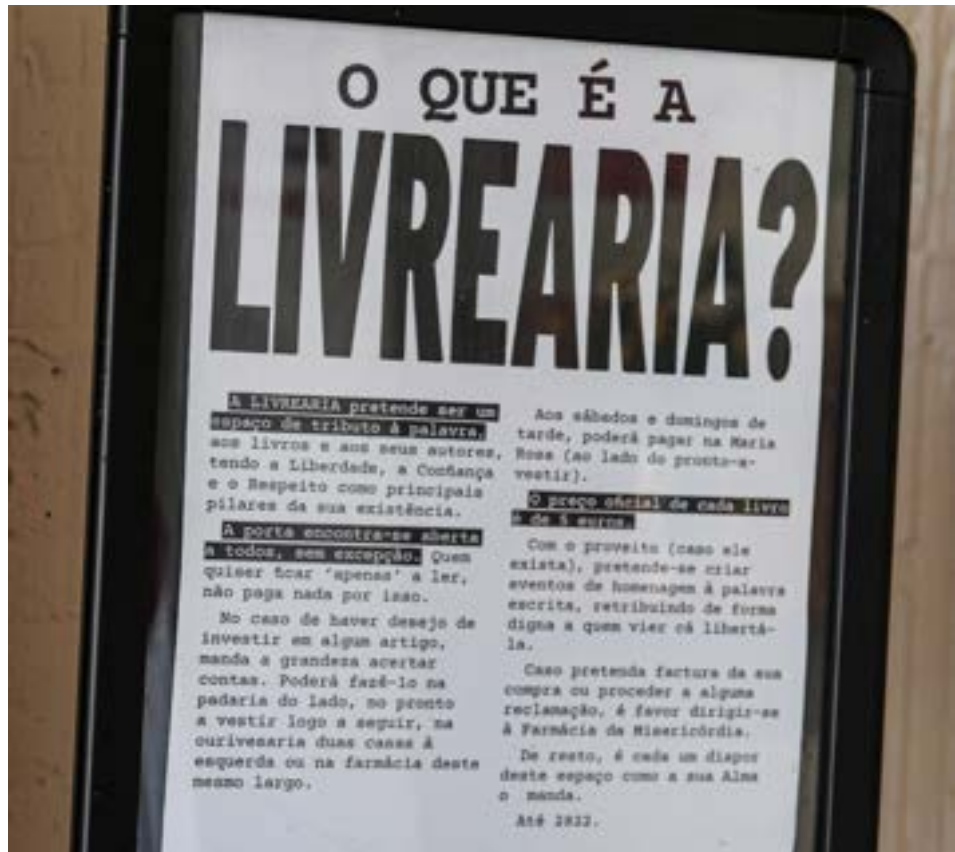 O QUE É A
LIVREARIA?
A LIVREARIA pretende ser um
espaço de tributo à palavra,
aos livros e aos seus autores,
tendo a Liberdade, a Confiança
e o Respeito como principais
pilares da sua existência.
A porta encontra-se aberta
a todos, sem excepção. Quem
quiser ficar 'apenas' a ler,
não paga nada por isso.
No caso de haver desejo de
investir em algum artigo,
manda a grandeza acertar
contas. Poderá fazê-lo na
padaria do lado, no pronto
a vestir logo a seguir, na
ourivesaria duas casas à
esquerda ou na farmácia deste
mesmo largo.
Aos sábados e domingos de
tarde, poderá pagar na Maria
Rosa (ao lado do pronto-a-
vestir).
O preço oficial de cada livro
é de 5 euros.
Com o proveito (caso ele
exista), pretende-se criar
eventos de homenagem à palavra
escrita, retribuindo de forma
digna a quem vier cá libertá-
la.
Caso pretenda factura da sua
compra ou proceder a alguma
reclamação, é favor dirigir-se
à Farmácia da Misericórdia.
De resto, é cada um dispor
deste espaço como a sua Alma
o manda.
Até 2022.